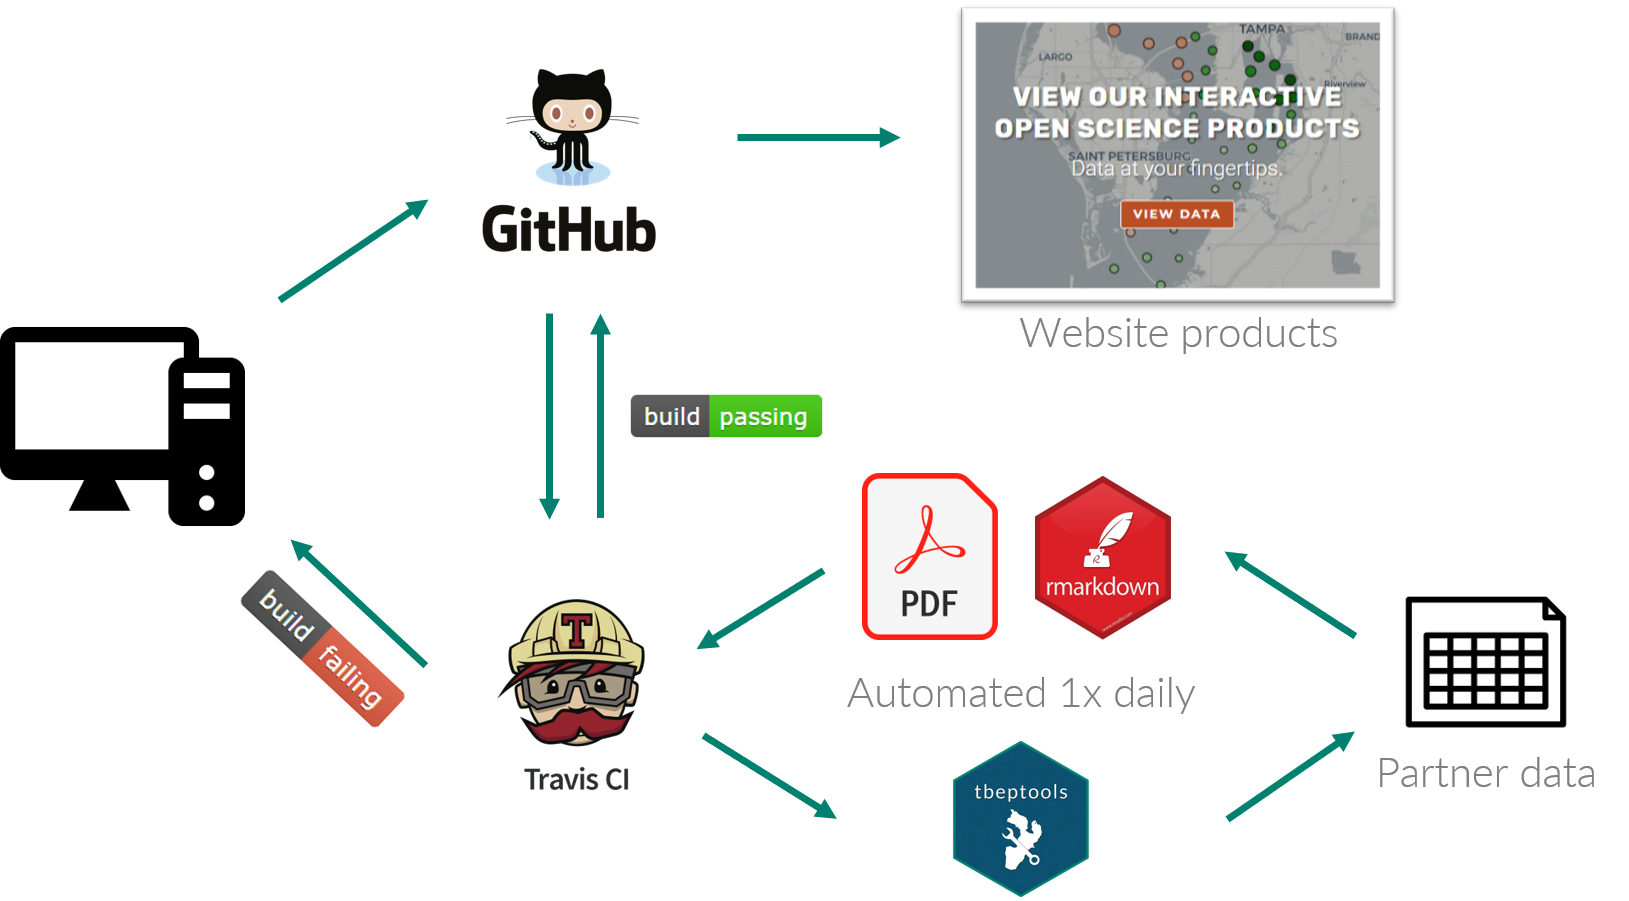 TAMPA
BRAND
LARGO
Riverview
VIEW OUR INTERACTIVE
OPEN SCIENCE PRODUCTS
SAINT PETERSBURG
Data at your fingertips.
VIEW DATA
GitHub
Website products
build passing
build failing
PDF
rmarkdown
Automated 1x daily
T
Travis CI
tbeptools
Partner data